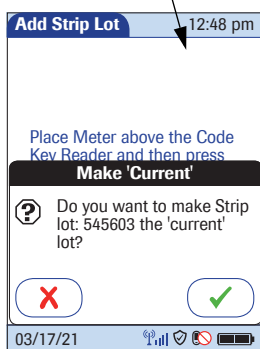 Add Strip Lot 12:48 pm
Place Meter above the Code
Key Reader and then press
Make 'Current'
Do you want to make Strip
lot: 545603 the 'current'
lot?
03/17/21